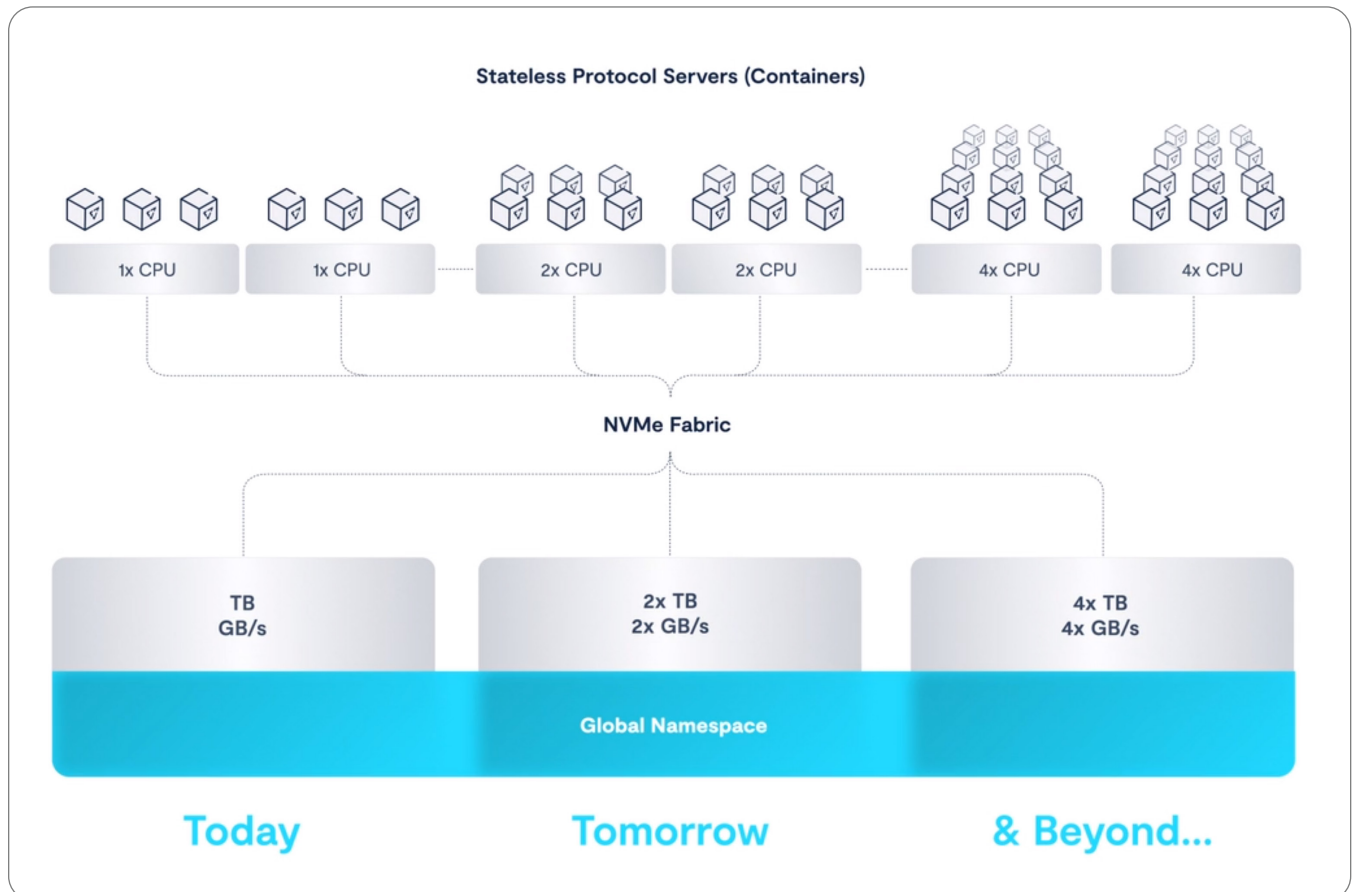 Stateless Protocol Servers (Containers)
1x CPU
1x CPU
2x CPU
2x CPU
4x CPU
4x CPU
NVMe Fabric
TB
GB/s
2x TB
2x GB/s
4x TB
4x GB/s
Global Namespace
Today
Tomorrow
& Beyond...